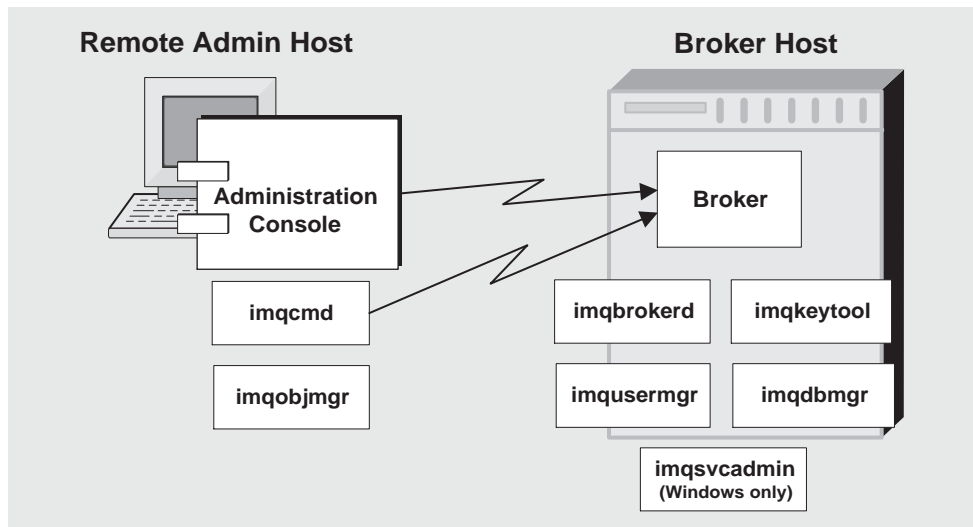 Remote Admin Host
Broker Host
Administration
Console
Broker
imqcmd
imqobjmgr
imqbrokerd
imqkeytool
imqusermgr
imqdbmgr
imqsvcadmin
(Windows only)